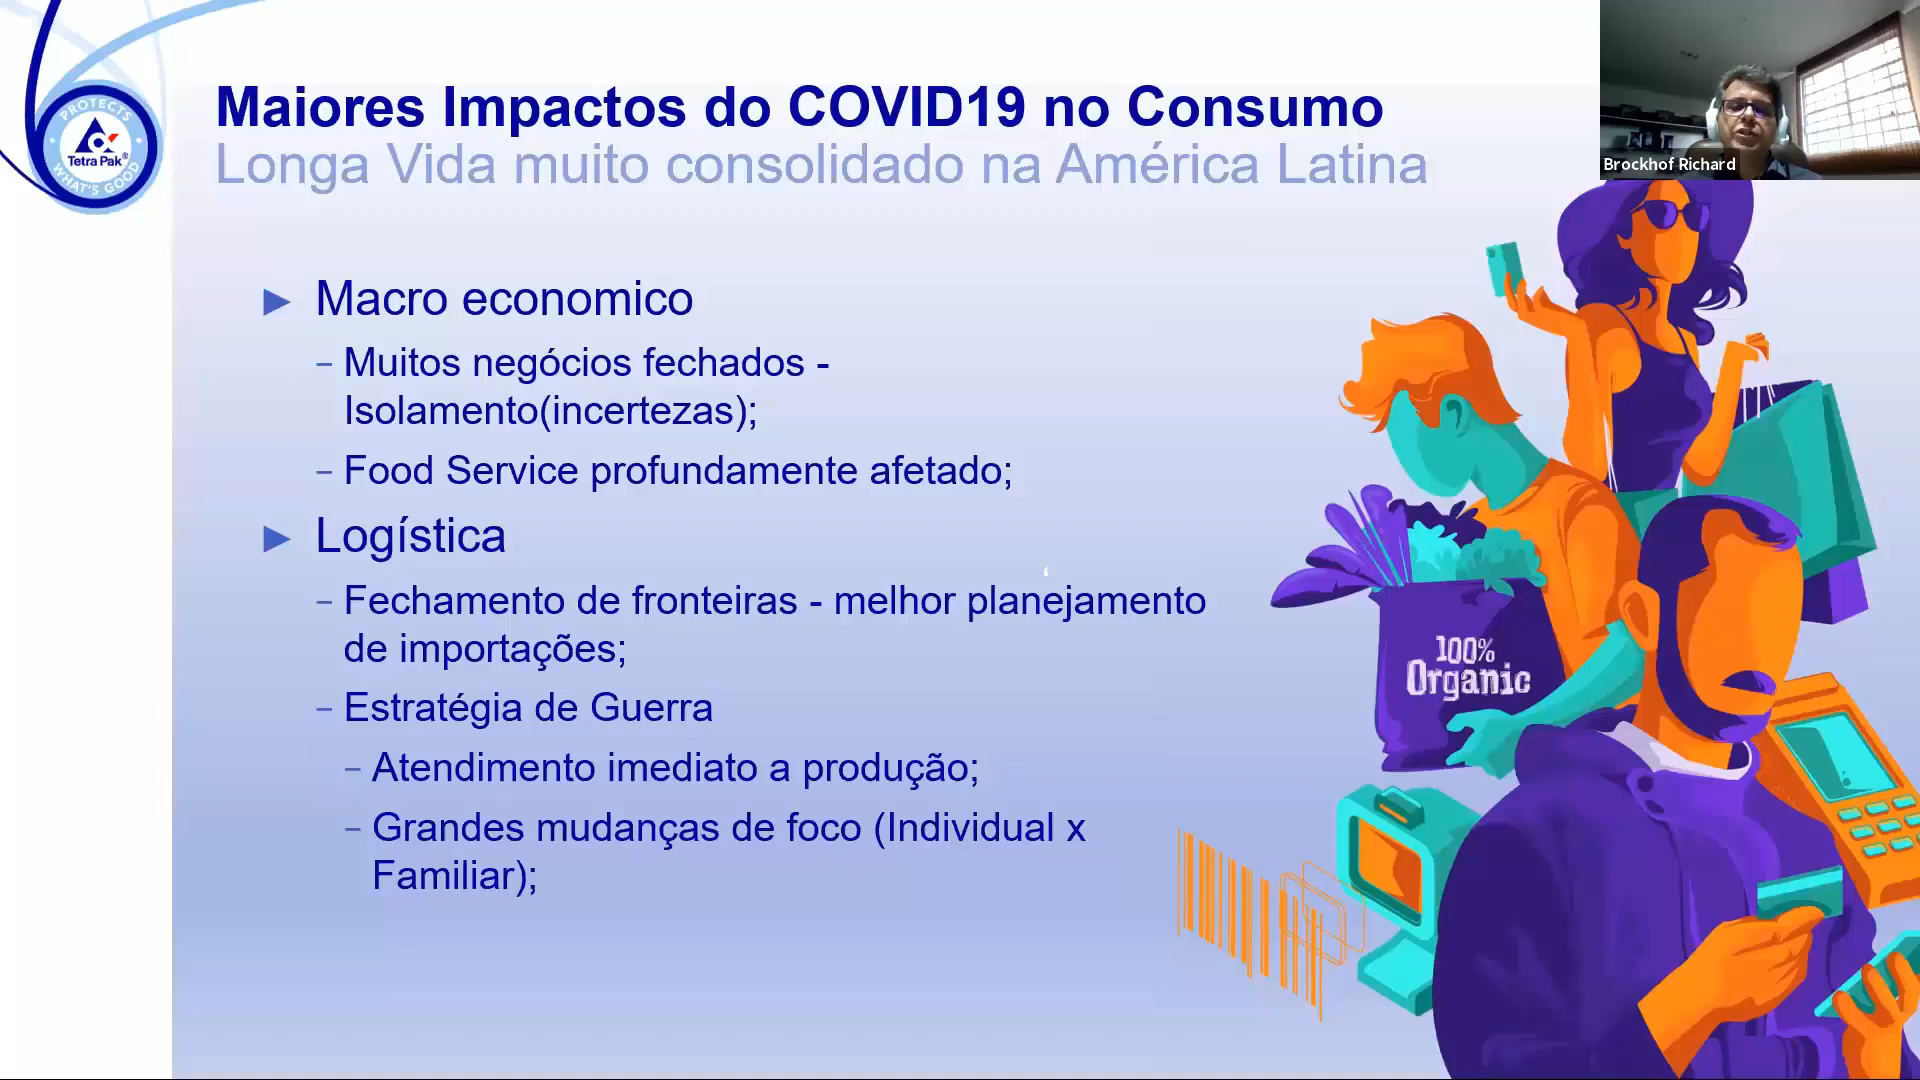 PROTECTS
Tetra Pak®
WHAT'S GOOD
Maiores Impactos do COVID19 no Consumo
Longa Vida muito consolidado na América Latina
Brockhof Richard
► Macro economico
– Muitos negócios fechados -
Isolamento(incertezas);
– Food Service profundamente afetado;
► Logística
– Fechamento de fronteiras - melhor planejamento
de importações;
– Estratégia de Guerra
– Atendimento imediato a produção;
– Grandes mudanças de foco (Individual x
Familiar);
100%
Organic